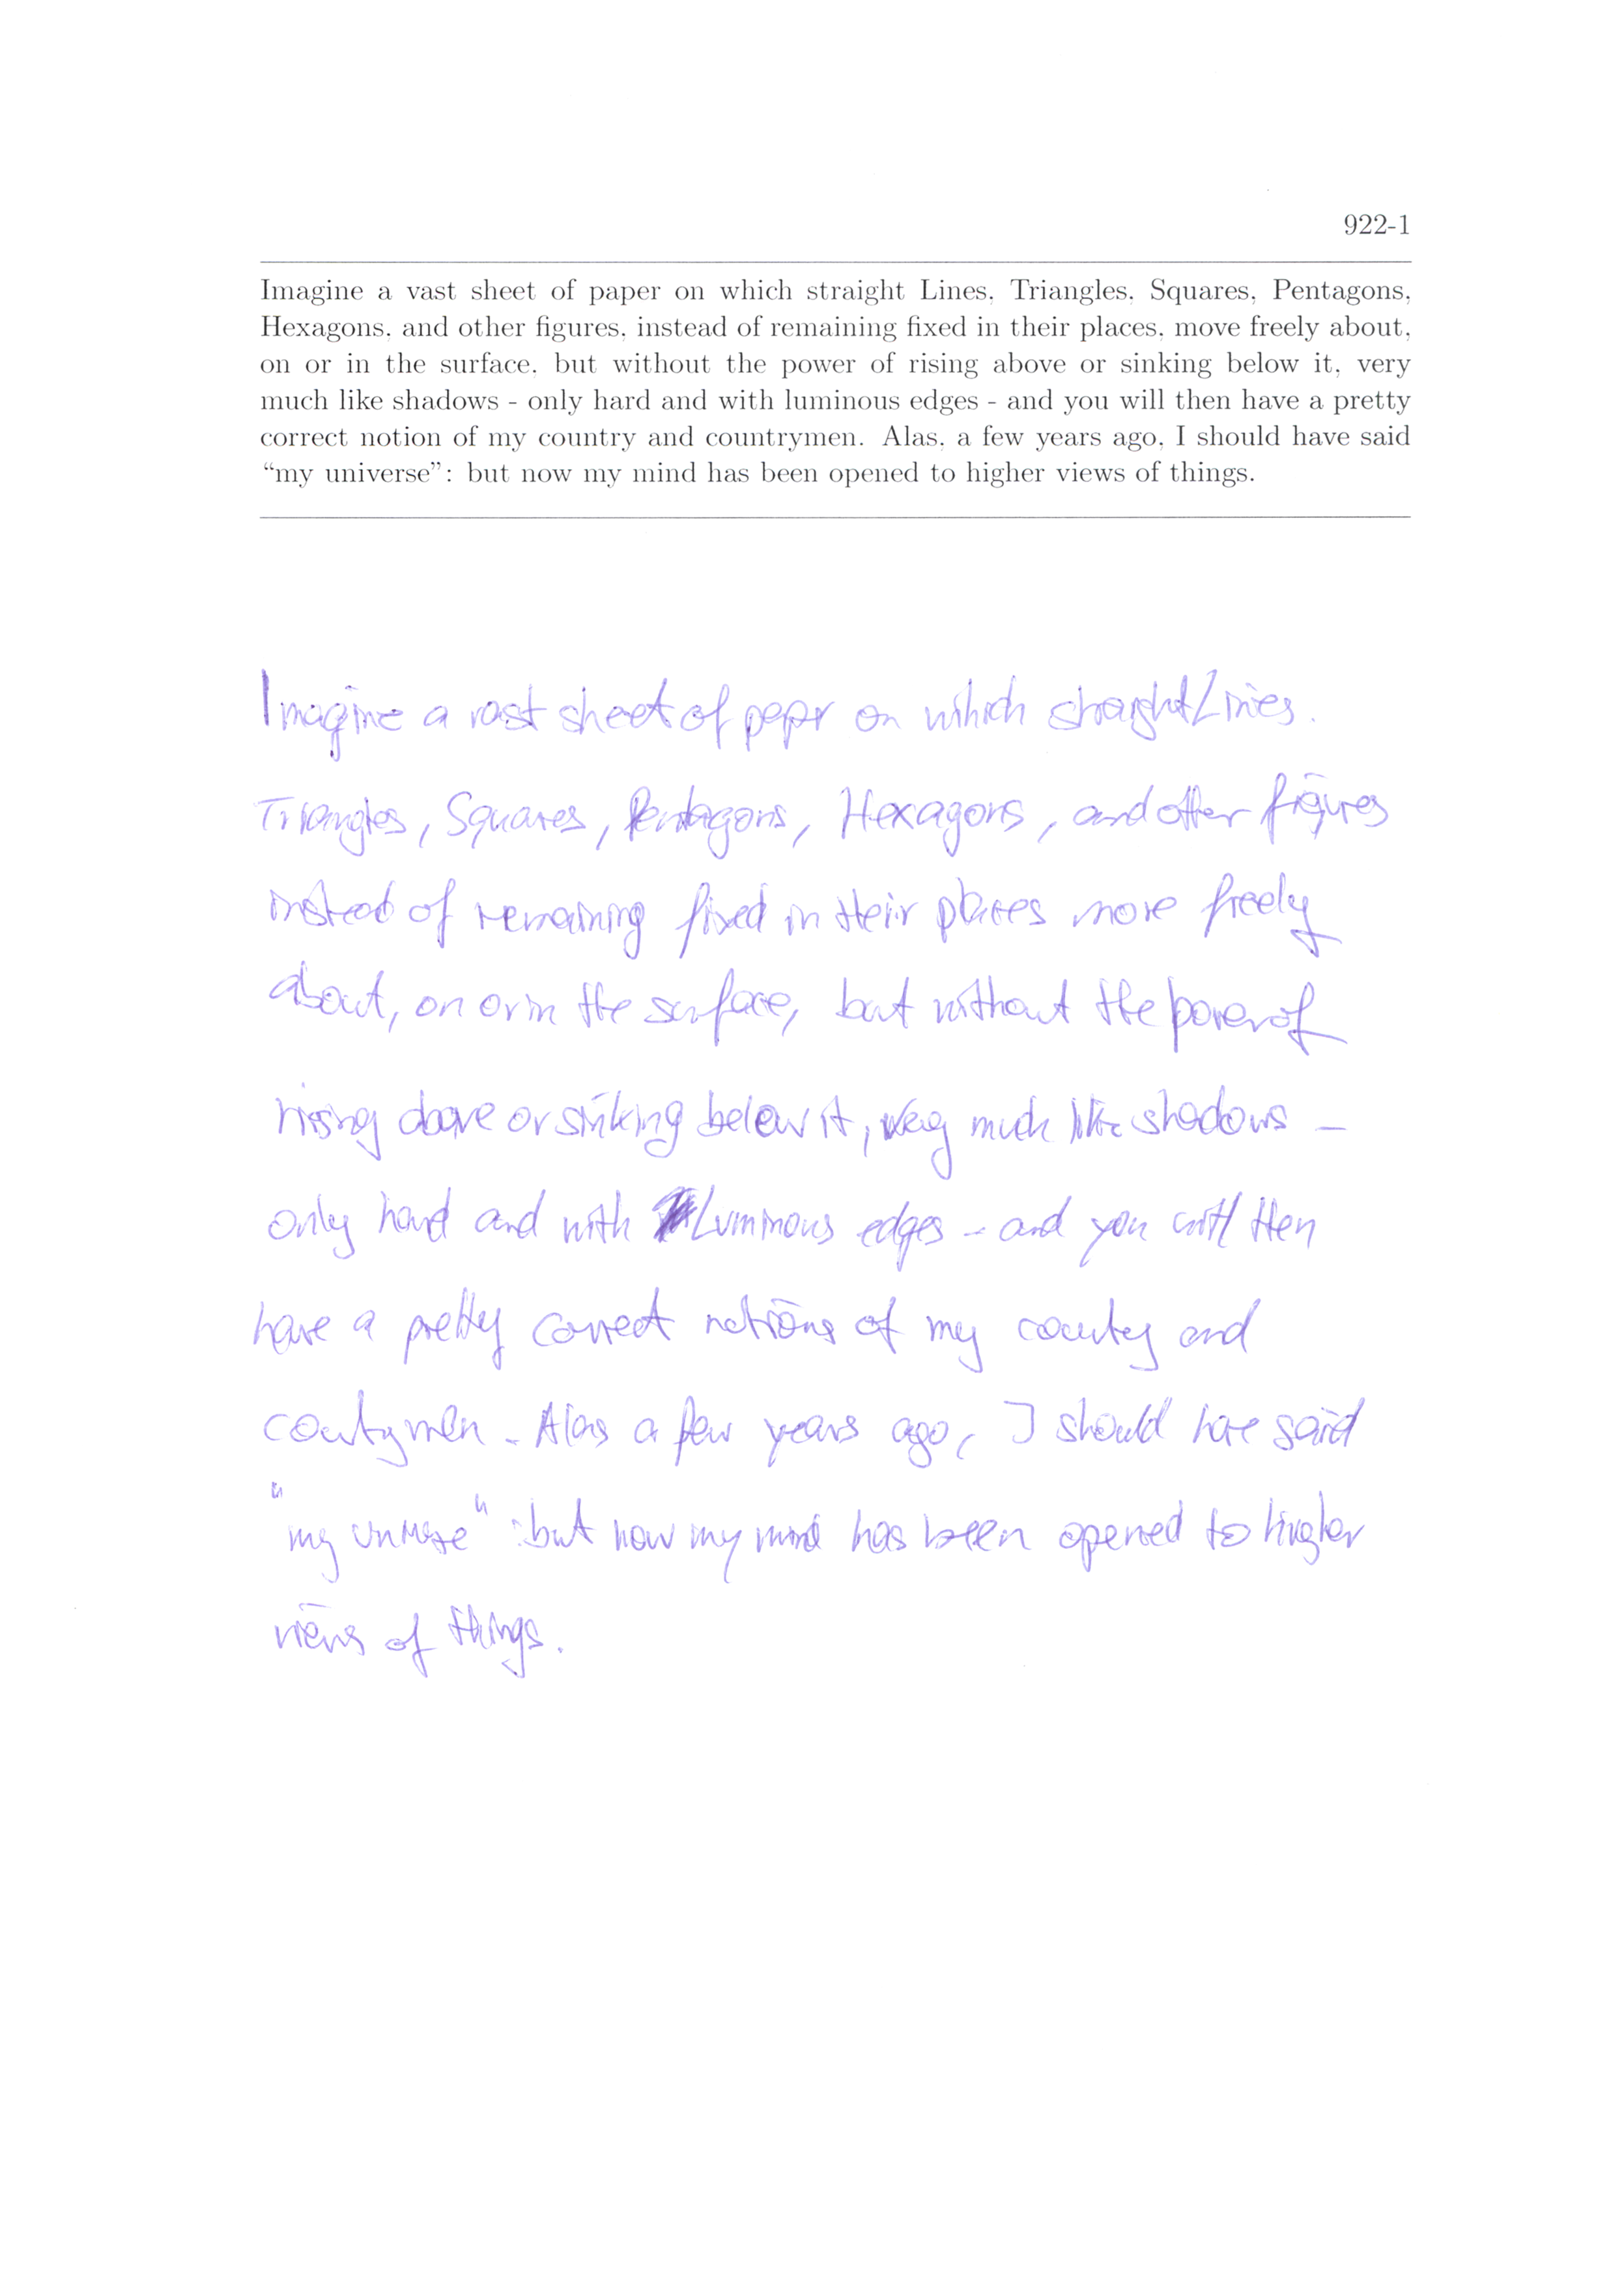 922-1
Imagine a vast sheet of paper on which straight Lines, Triangles, Squares, Pentagons,
Hexagons, and other figures, instead of remaining fixed in their places, move freely about,
on or in the surface, but without the power of rising above or sinking below it, very
much like shadows - only hard and with luminous edges - and you will then have a pretty
correct notion of my country and countrymen. Alas, a few years ago, I should have said
“my universe”: but now my mind has been opened to higher views of things.
Imagine a vast sheet of pepr on which straight Lines.
Triangles, Squares, Pentagons, Hexagons, and other figures
instead of remaining fixed in their places move freely
about, on or in the surface, but without the power of
rising above or sinking below it, very much like shadows -
only hard and with Luminous edges - and you will then
have a pretty correct notions of my country and
countymen. Alas a few years ago, I should have said
"my universe" : but now my mind has been opened to higher
views of things.